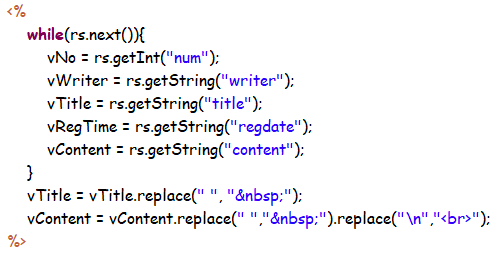 <%
while(rs.next()){
vNo = rs.getInt("num");
vWriter = rs.getString("writer");
vTitle = rs.getString("title");
vRegTime = rs.getString("regdate");
vContent = rs.getString("content");
}
vTitle = vTitle.replace(" ", "&nbsp;");
vContent = vContent.replace(" ","&nbsp;").replace("\n","<br>");
%>